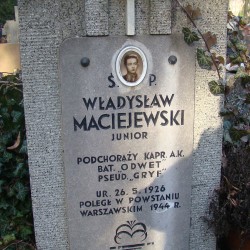 Ś. P.
WŁADYSŁAW
MACIEJEWSKI
JUNIOR
PODCHORĄŻY KAPR. A.K.
BAT. „ODWET”
PSEUD. „GRYF”
UR. 26.5.1926
POLEGŁ W POWSTANIU
WARSZAWSKIM 1944 R